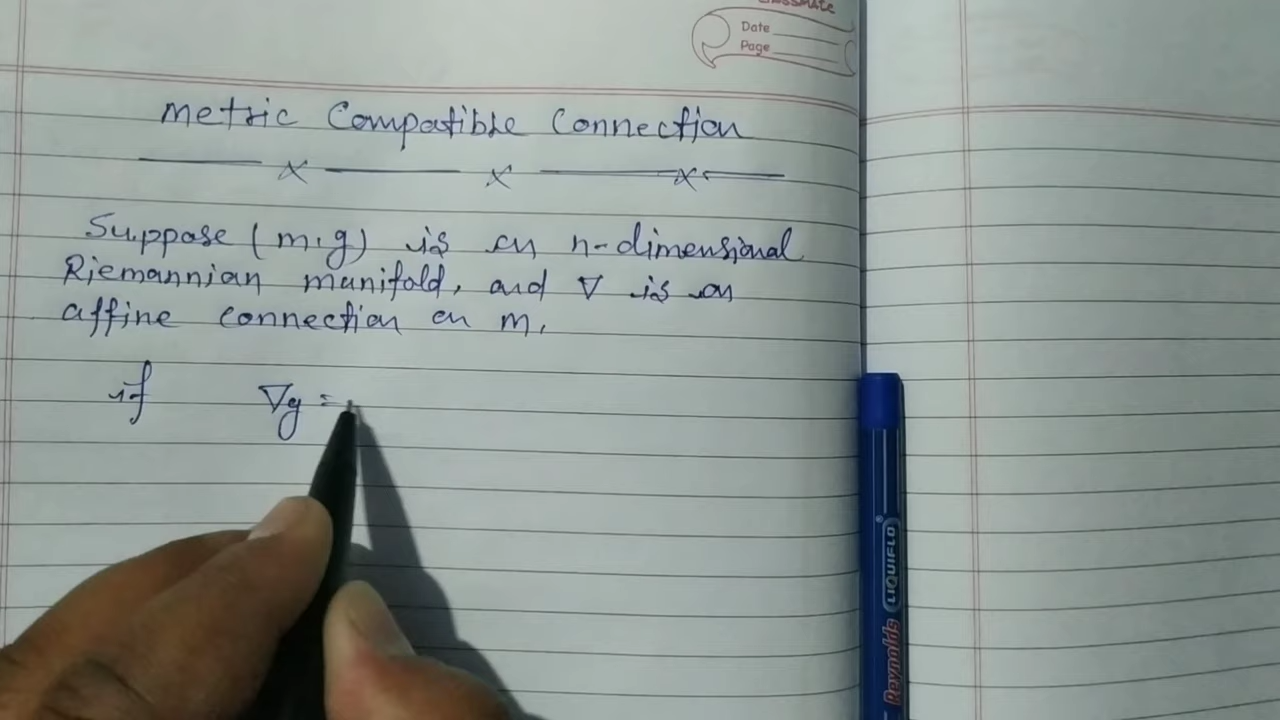 classmate
Date
Page
Metric Compatible Connection
Suppose (M,g) is an n-dimensional
Riemannian manifold, and ∇ is an
affine connection on M,
if ∇g =
Reynolds LIQUIFLO®